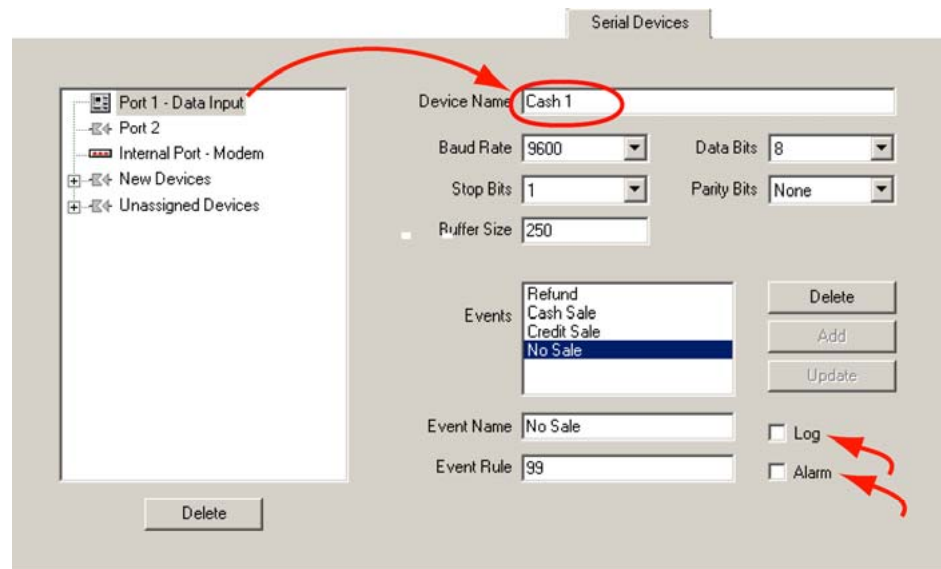 Serial Devices
Port 1 - Data Input
Port 2
Internal Port - Modem
New Devices
Unassigned Devices
Delete
Device Name Cash 1
Baud Rate 9600 Data Bits 8
Stop Bits 1 Parity Bits None
Buffer Size 250
Events
Refund
Cash Sale
Credit Sale
No Sale
Delete
Add
Update
Event Name No Sale
Log
Event Rule 99
Alarm